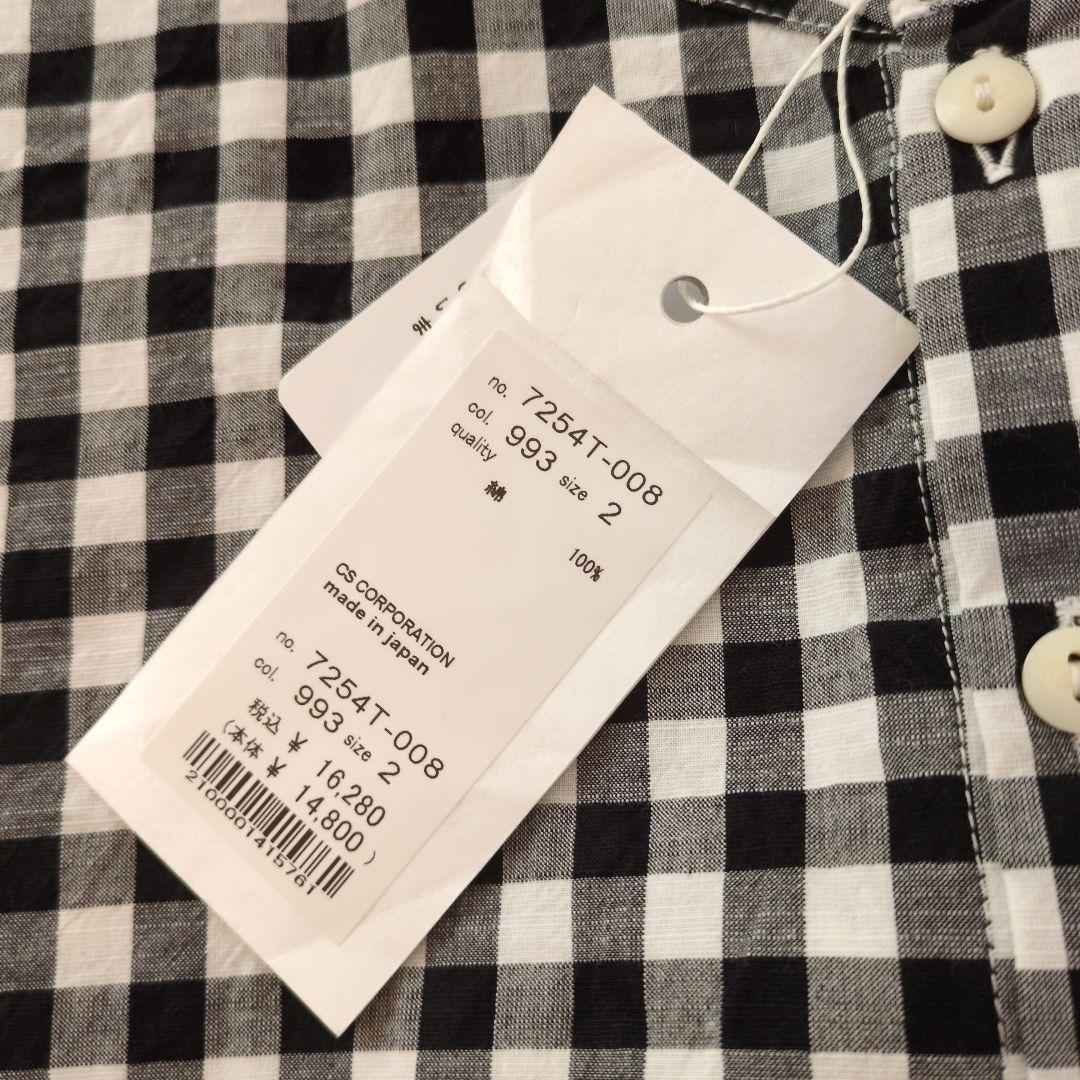 no. 7254T-008
col. 993 size 2
quality
綿 100%
CS CORPORATION
made in japan
no. 7254T-008
col. 993 size 2
税込 ¥ 16,280
(本体 ¥ 14,800)
2100001415761